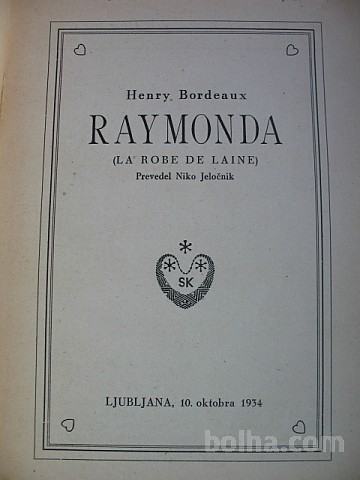 Henry Bordeaux
RAYMONDA
(LA ROBE DE LAINE)
Prevedel Niko Jeločnik
SK
LJUBLJANA, 10. oktobra 1934
bolha.com